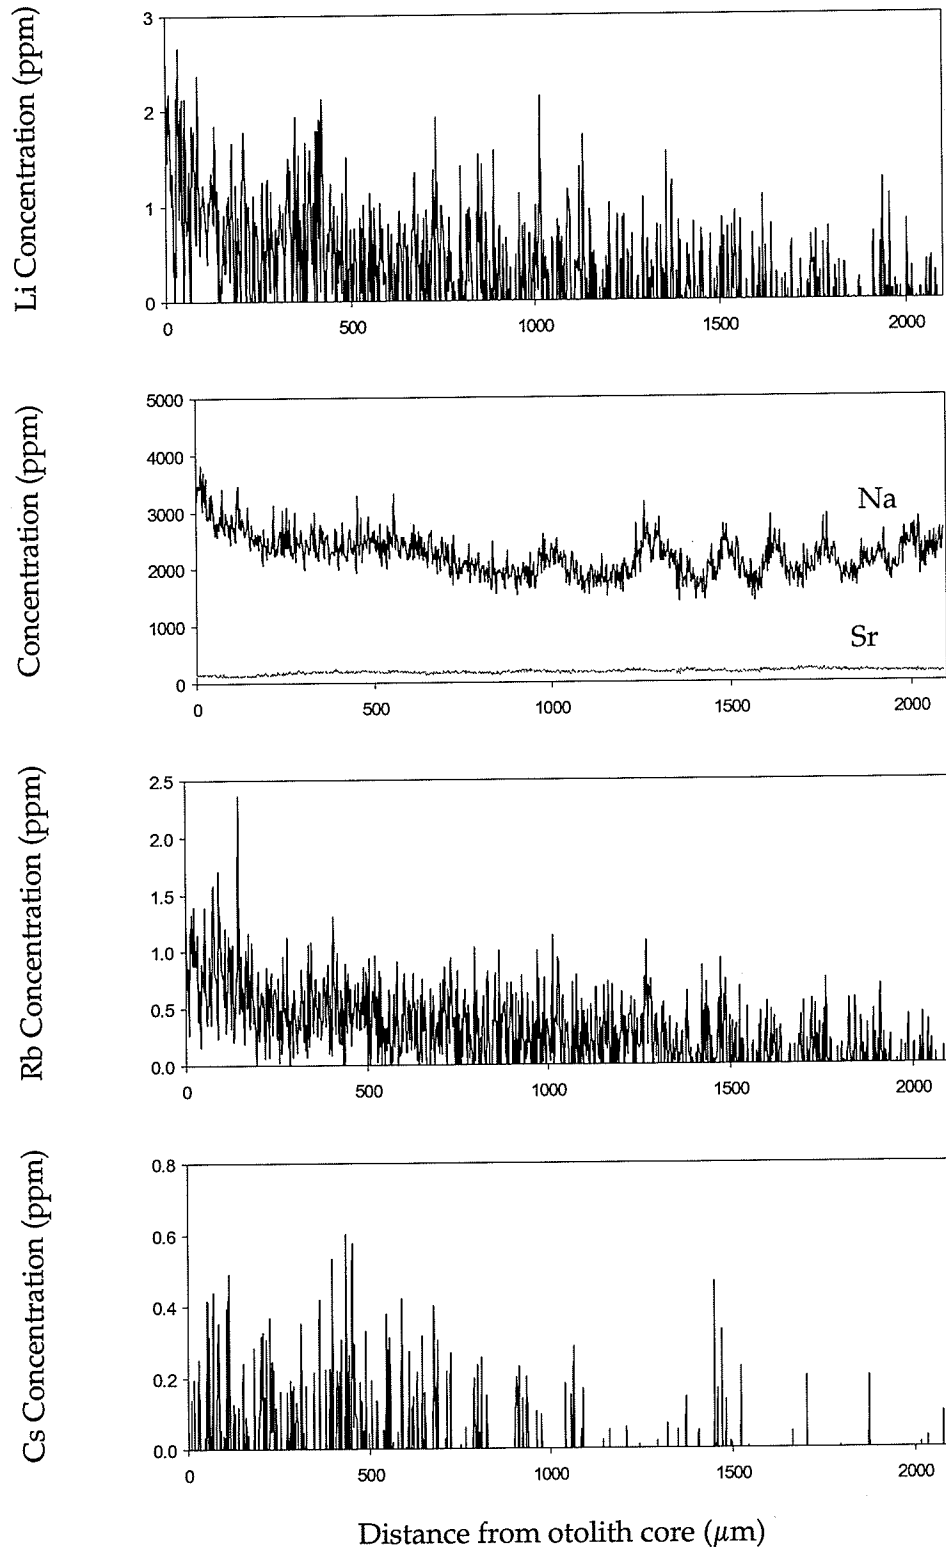 Li Concentration (ppm)
3
2
1
0
0 500 1000 1500 2000
Concentration (ppm)
5000
4000
3000
2000
1000
0
Na
Sr
0 500 1000 1500 2000
Rb Concentration (ppm)
2.5
2.0
1.5
1.0
0.5
0.0
0 500 1000 1500 2000
Cs Concentration (ppm)
0.8
0.6
0.4
0.2
0.0
0 500 1000 1500 2000
Distance from otolith core (µm)